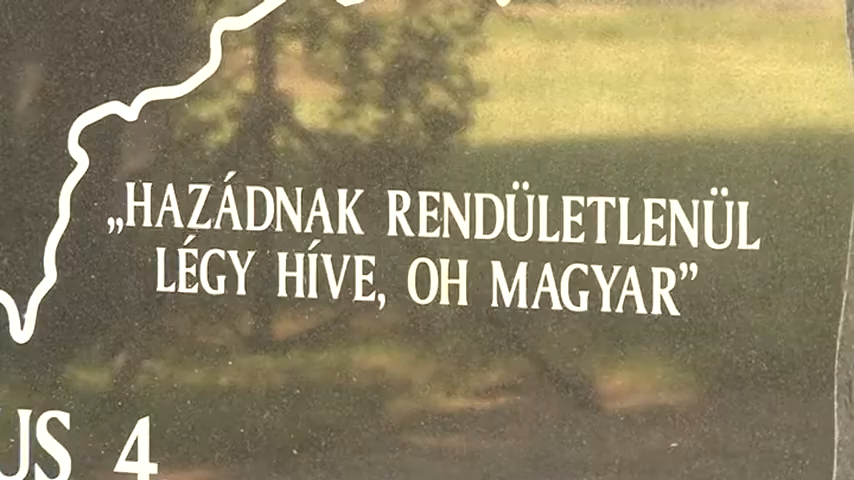 „HAZÁDNAK RENDÜLETLENÜL
LÉGY HÍVE, OH MAGYAR”
US 4